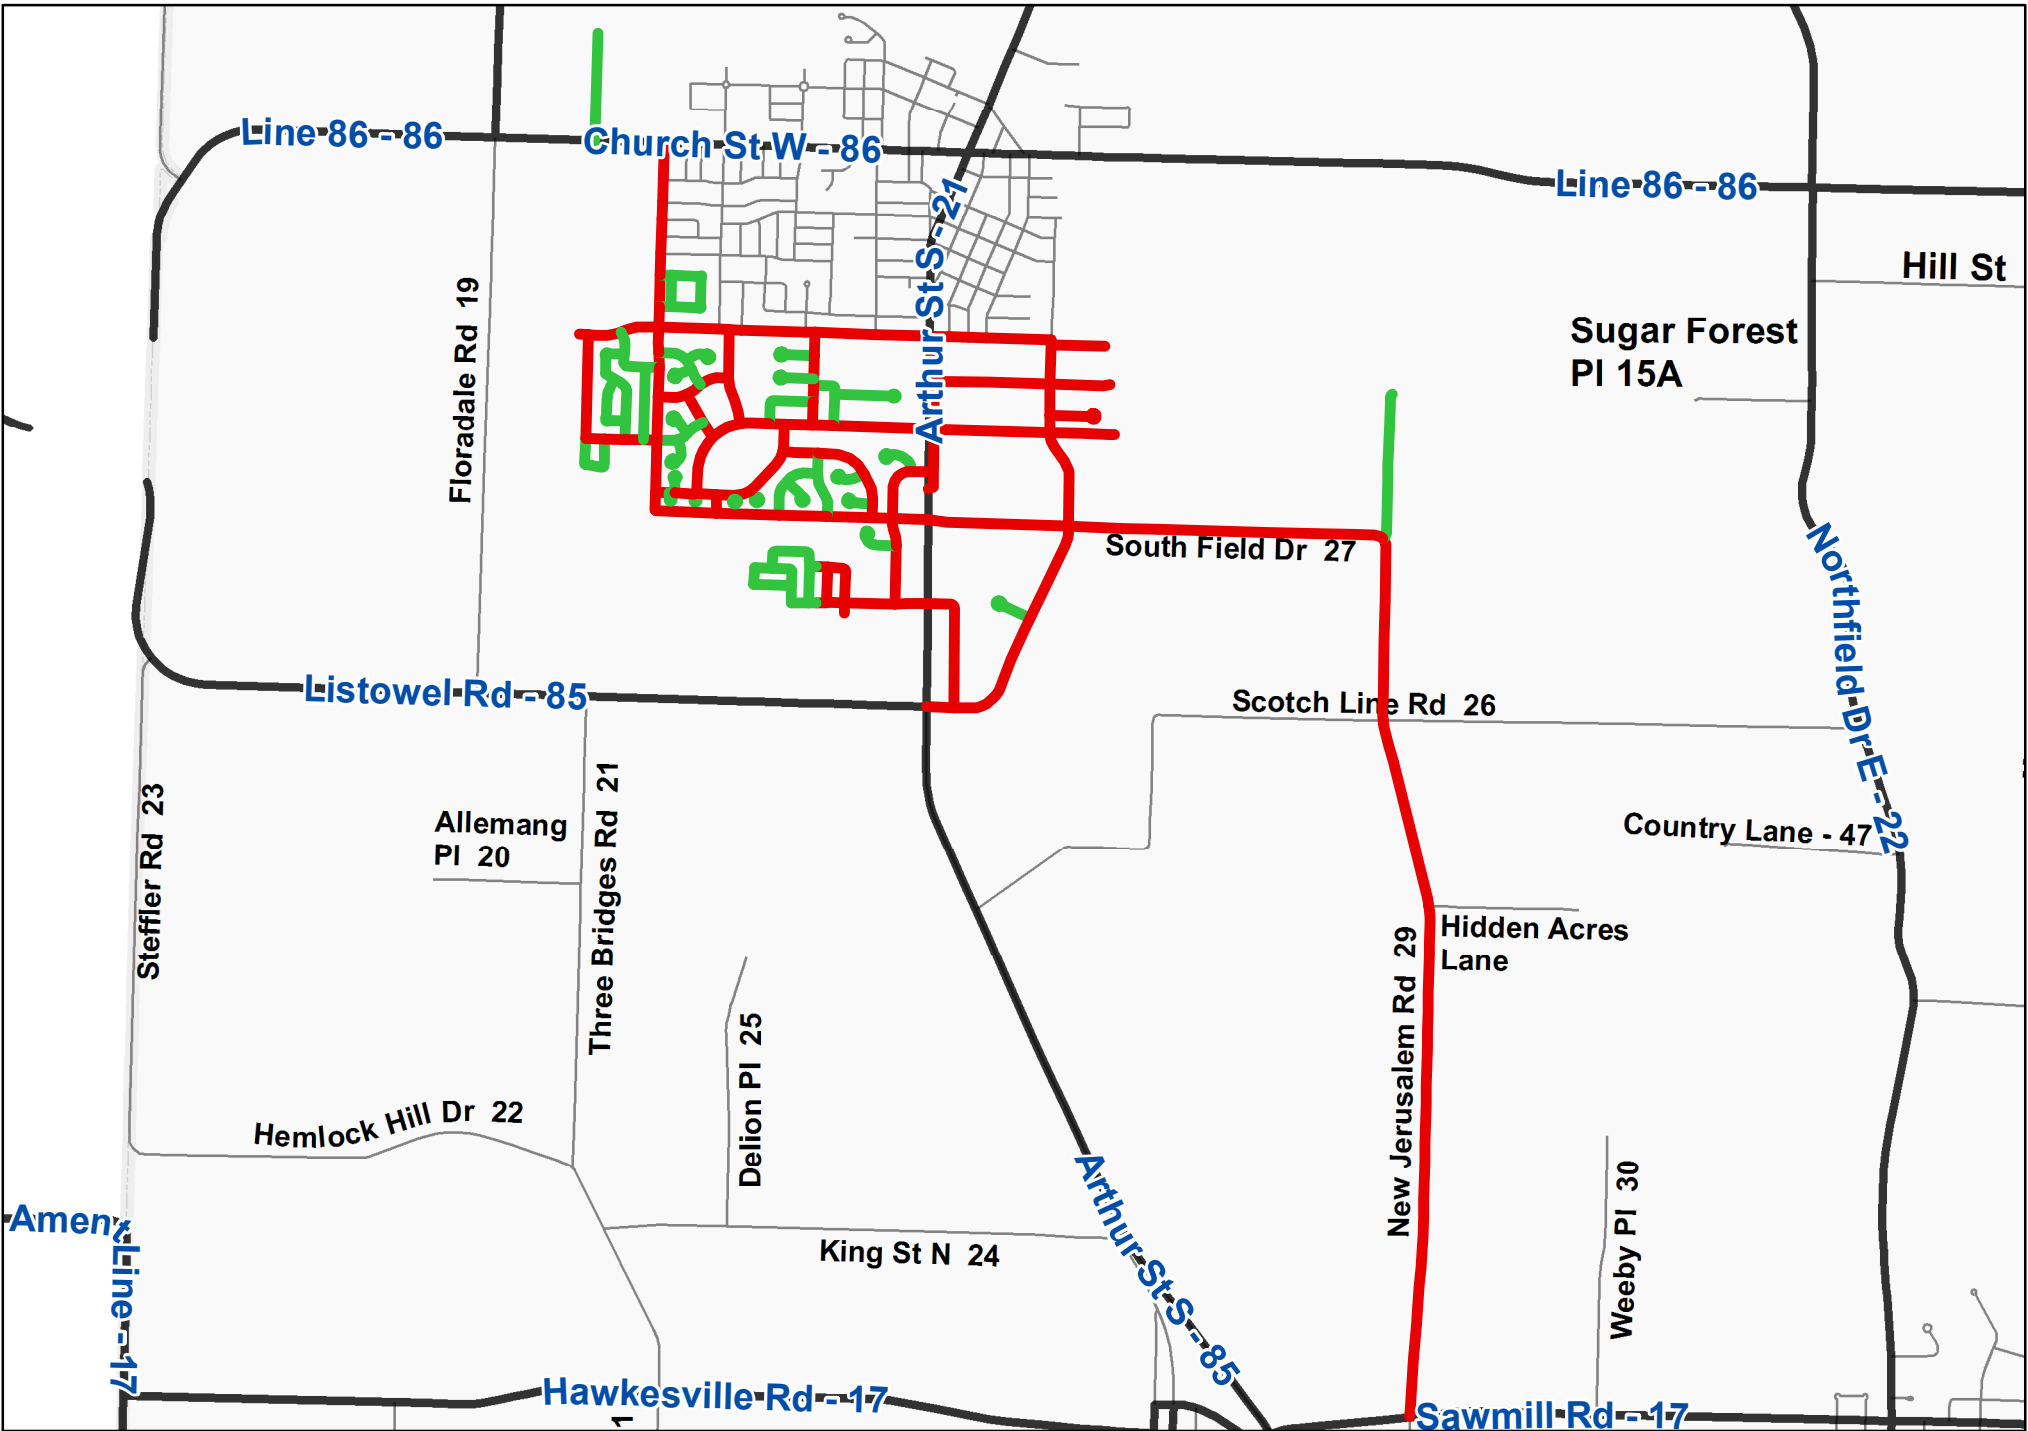 Line 86 - 86
Church St W - 86
Line 86 - 86
Arthur St S - 21
Hill St
Floradale Rd 19
Sugar Forest
Pl 15A
South Field Dr 27
Northfield Dr E - 22
Listowel Rd - 85
Scotch Line Rd 26
Steffler Rd 23
Allemang
Pl 20
Three Bridges Rd 21
Country Lane - 47
Hidden Acres
Lane
New Jerusalem Rd 29
Delion Pl 25
Hemlock Hill Dr 22
Ament Line - 17
King St N 24
Arthur St S - 85
Weeby Pl 30
Hawkesville Rd - 17
1
Sawmill Rd - 17